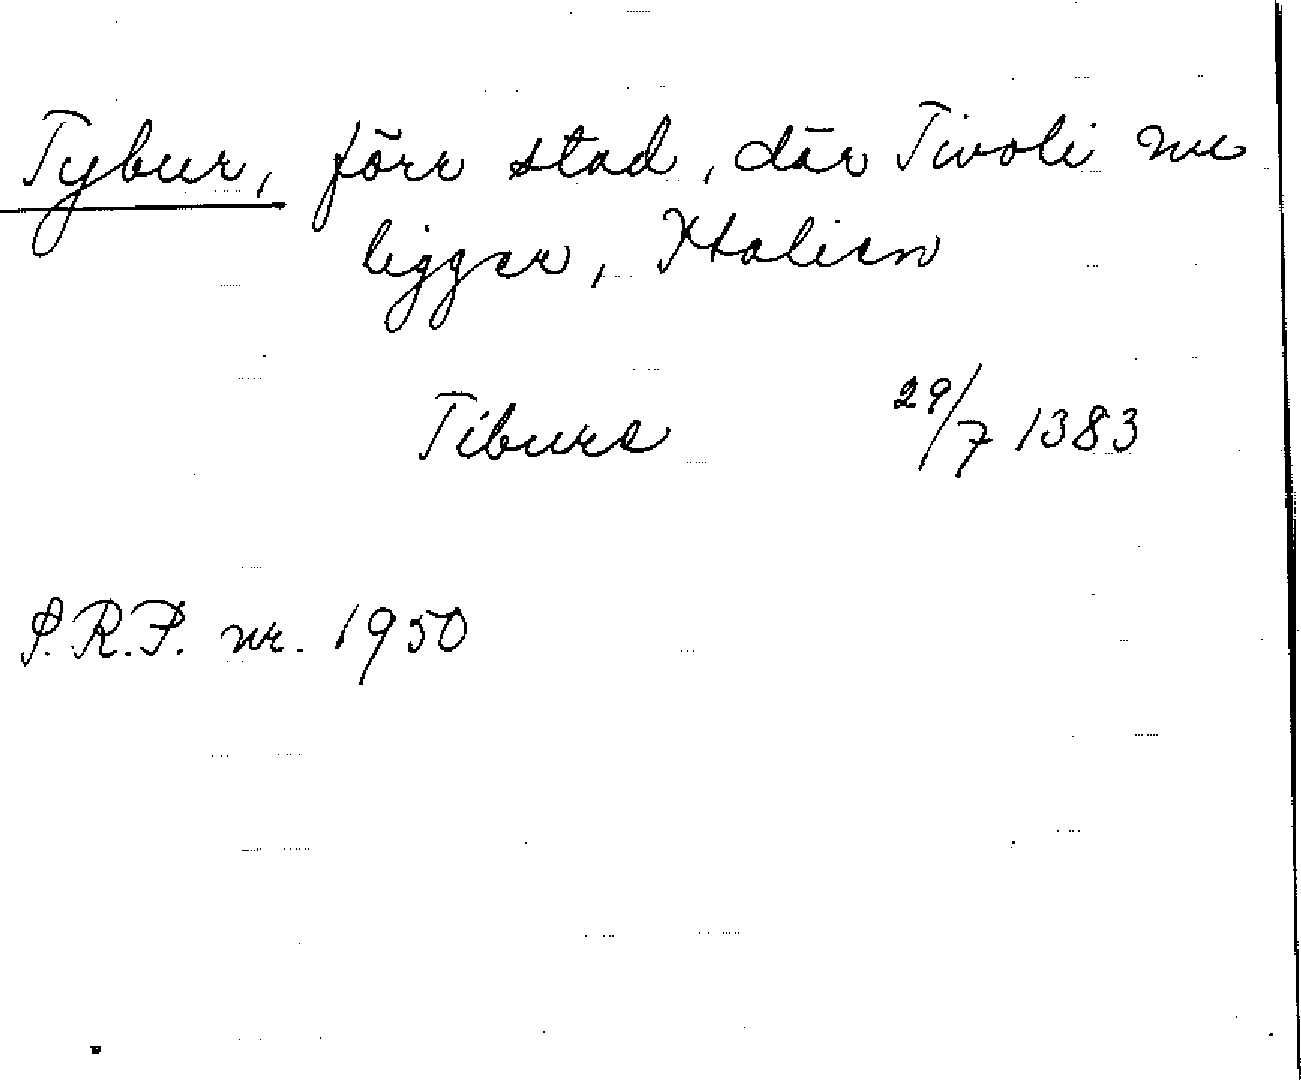 Tybur, förr stad, där Tivoli nu
ligger, Italien
Tiburs 29/7 1383
S.R.P. nr. 1950